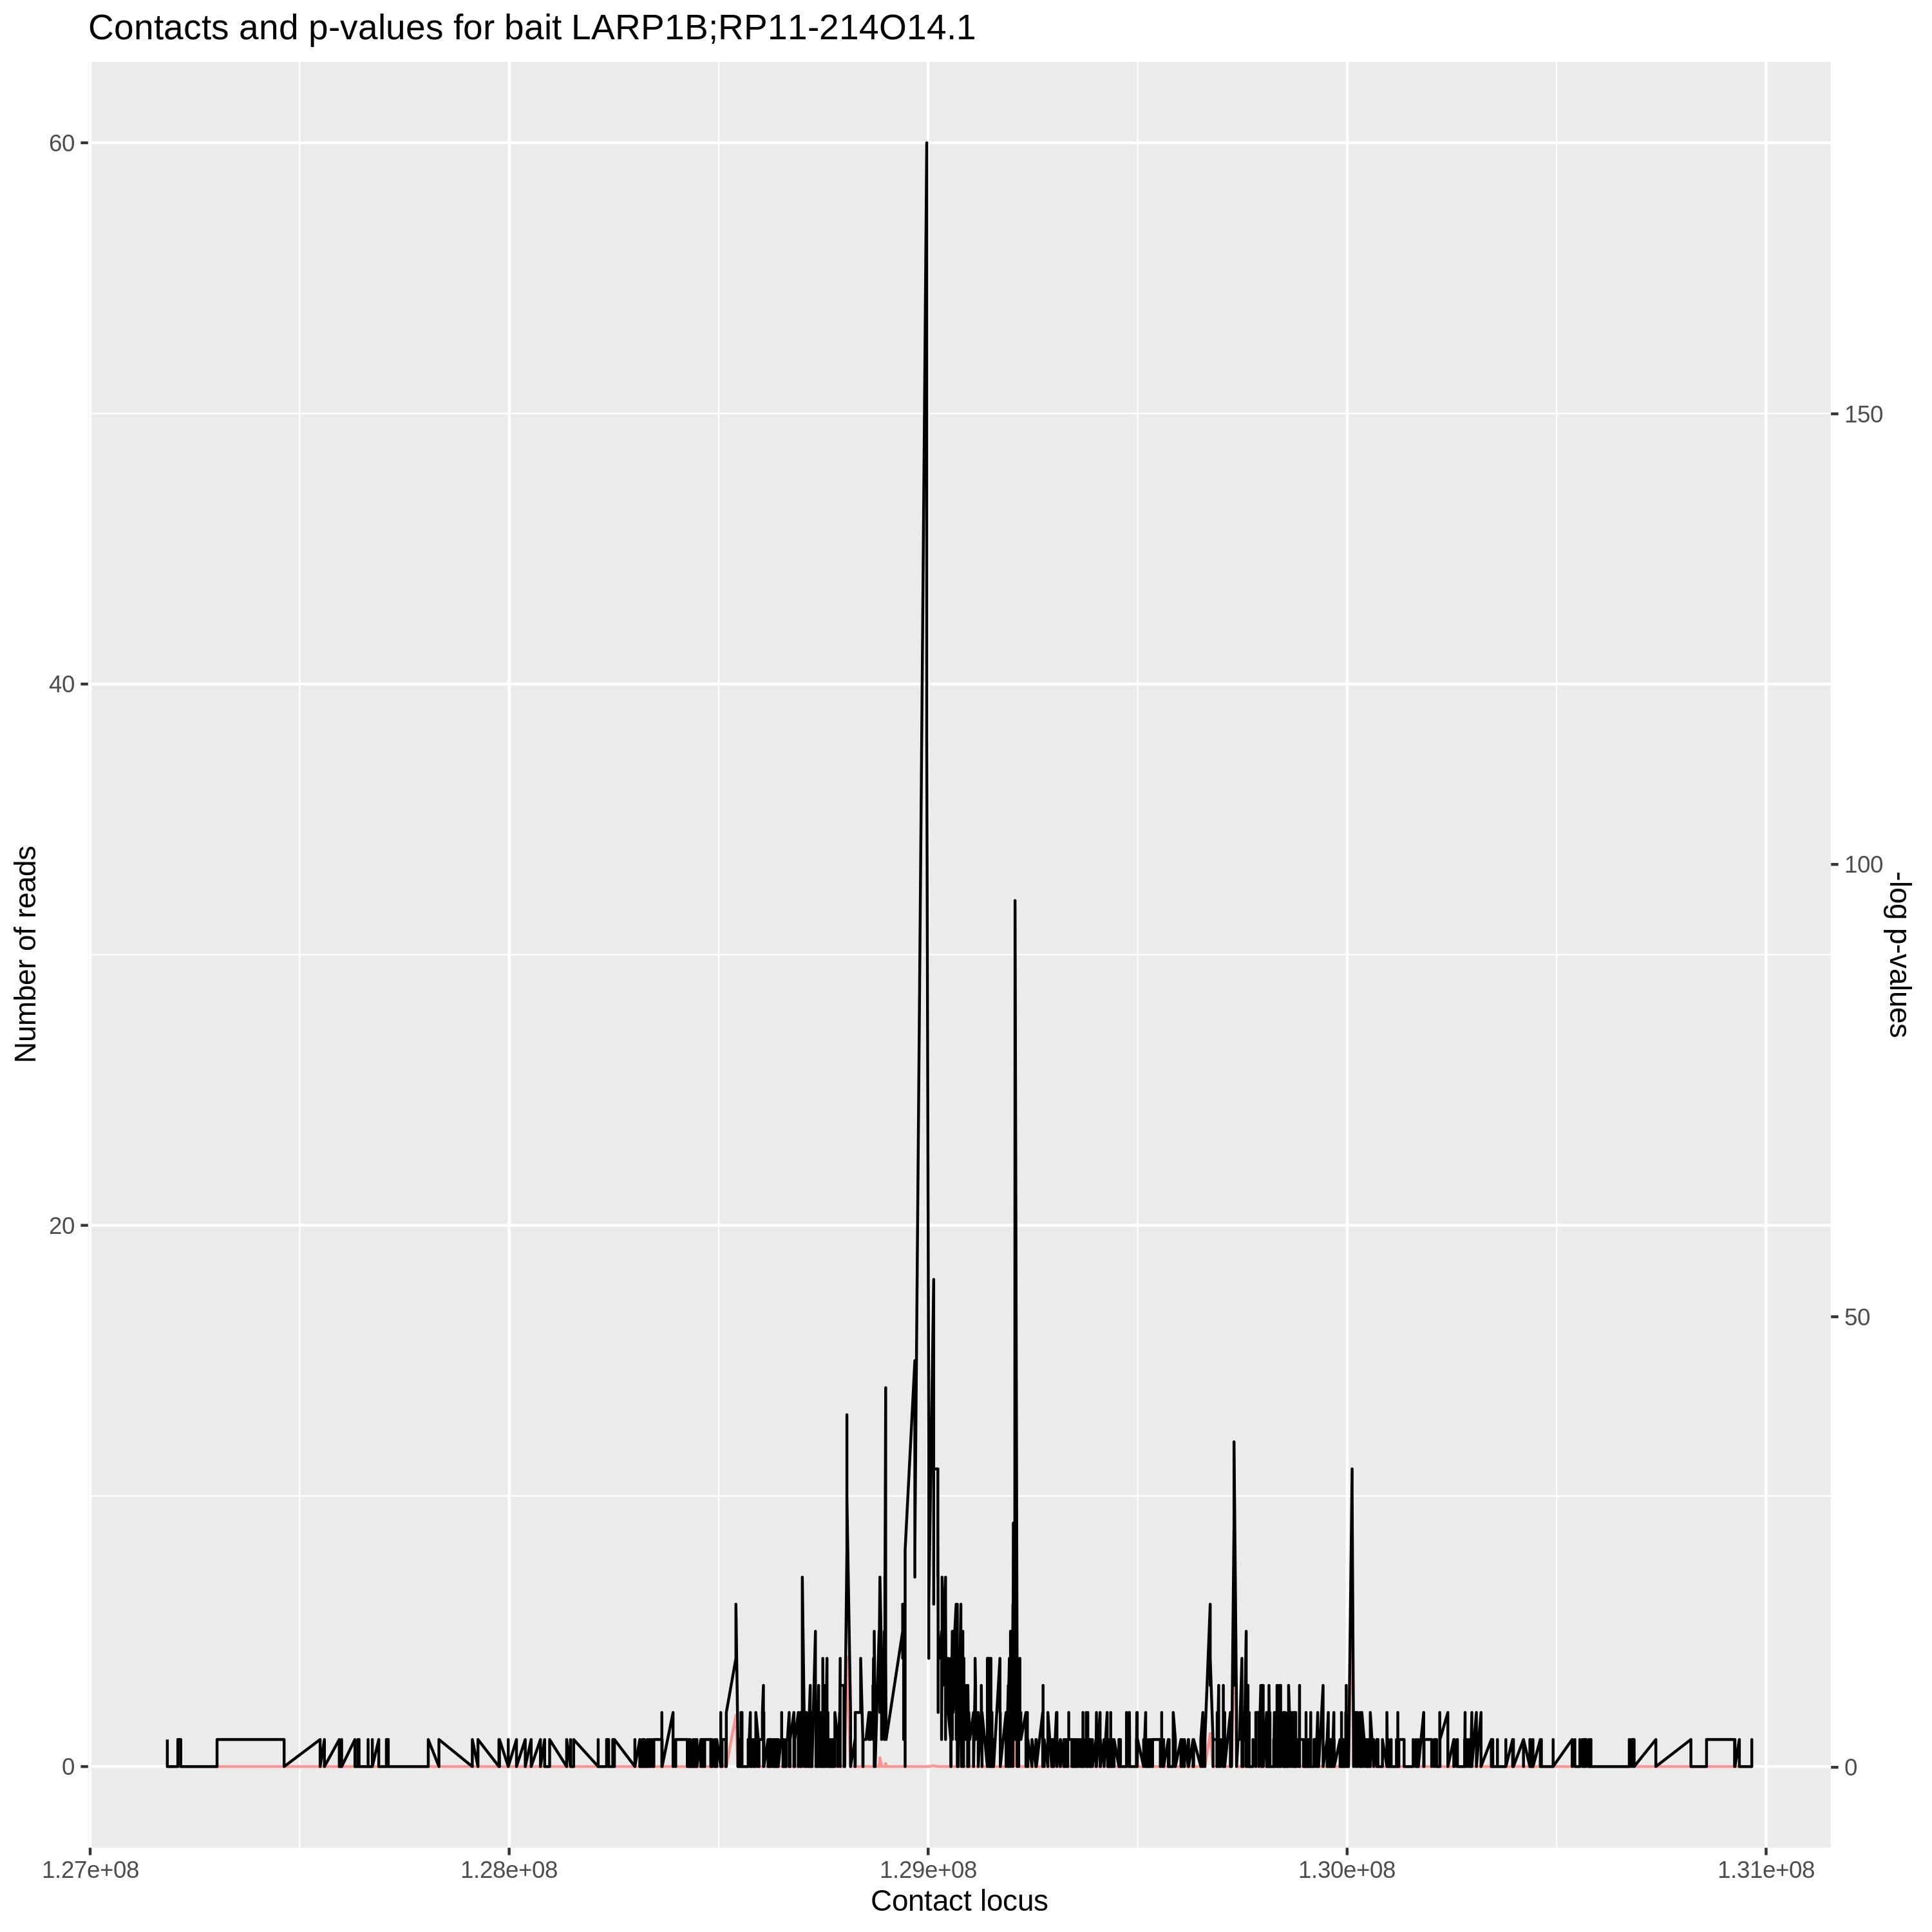 Contacts and p-values for bait LARP1B;RP11-214O14.1
60
40
20
0
Number of reads
150
100
50
0
-log p-values
1.27e+08
1.28e+08
1.29e+08
1.30e+08
1.31e+08
Contact locus